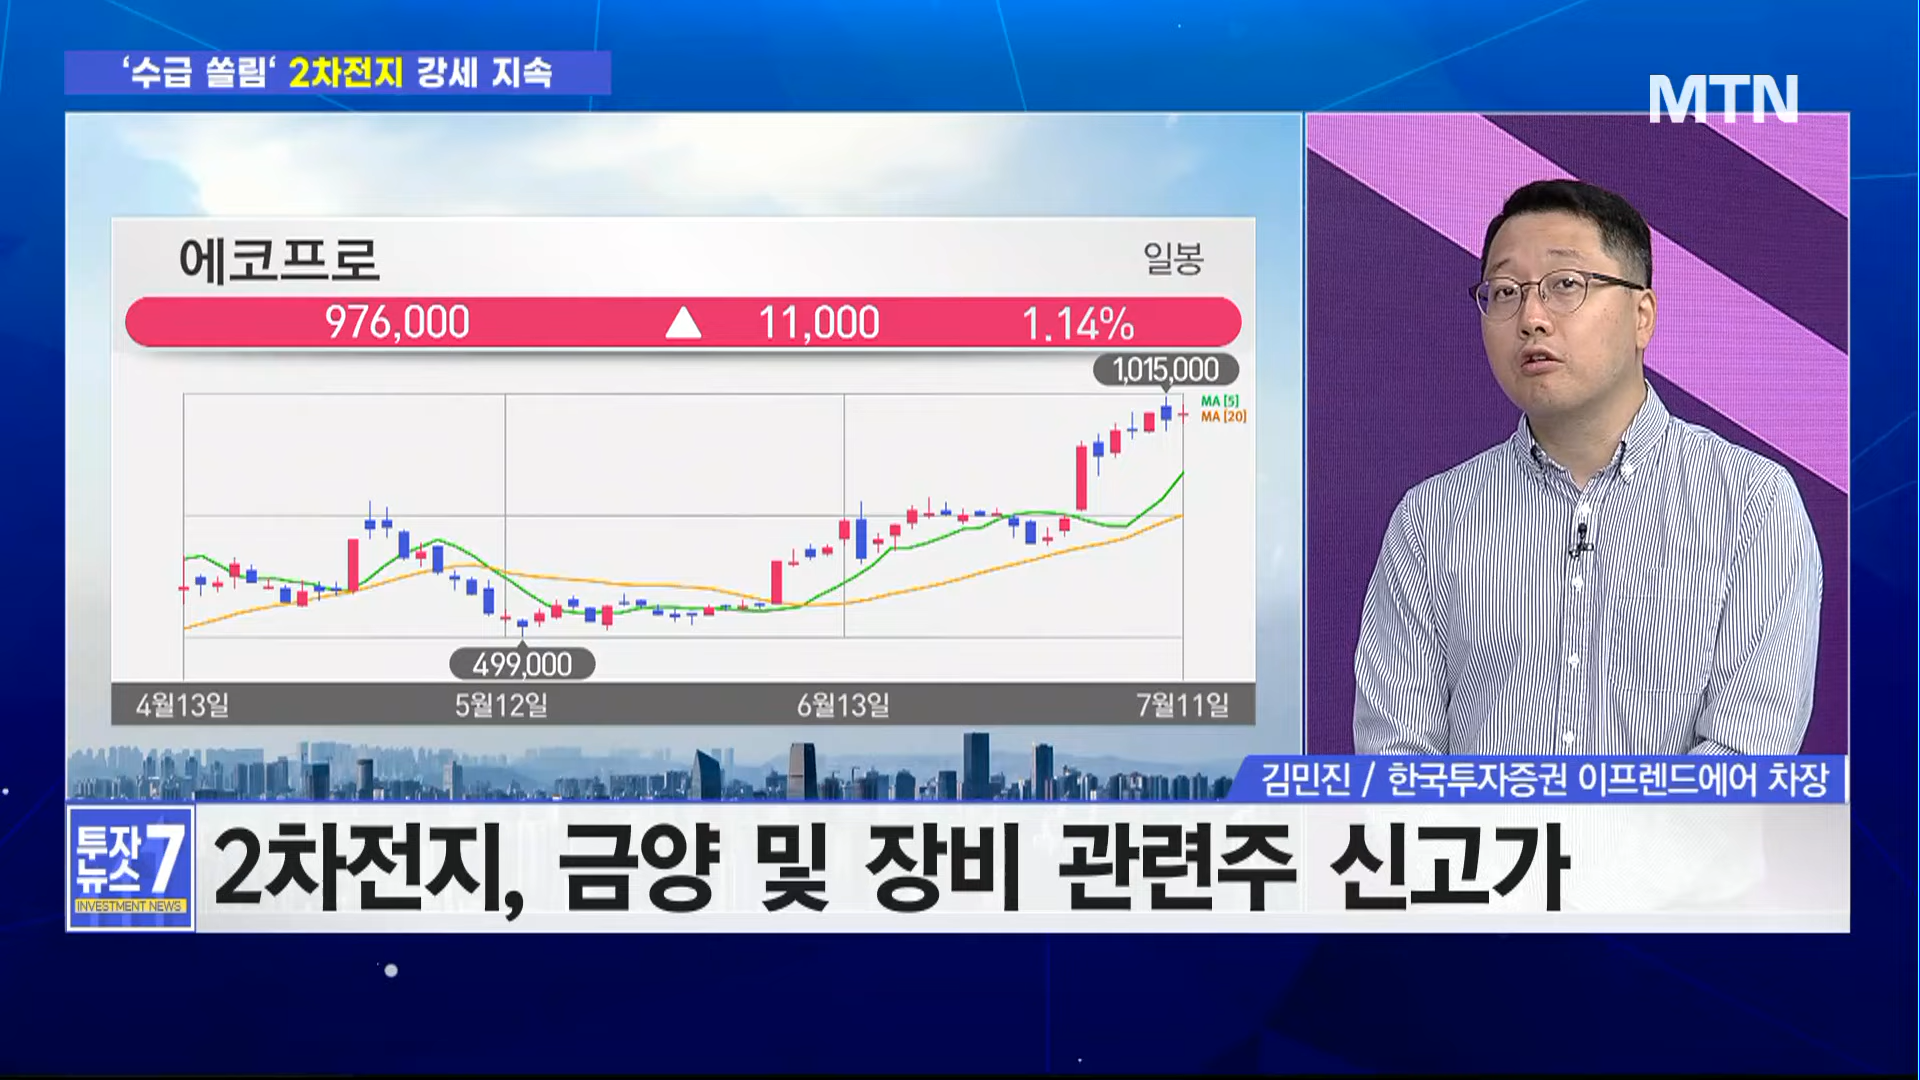 ‘수급 쏠림‘ 2차전지 강세 지속
MTN
에코프로
일봉
976,000 ▲ 11,000 1.14%
1,015,000
MA [5]
MA [20]
499,000
4월13일 5월12일 6월13일 7월11일
김민진 / 한국투자증권 이프렌드에어 차장
투자
뉴스 7
INVESTMENT NEWS
2차전지, 금양 및 장비 관련주 신고가